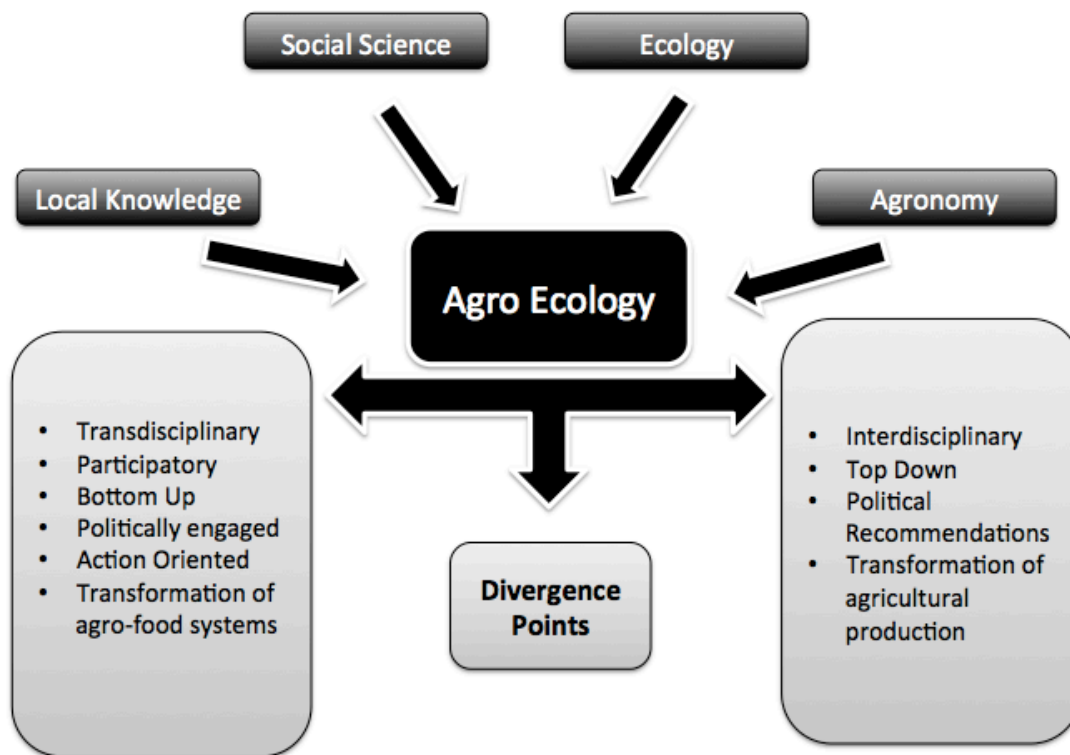 Social Science
Ecology
Local Knowledge
Agronomy
Agro Ecology
• Transdisciplinary
• Participatory
• Bottom Up
• Politically engaged
• Action Oriented
• Transformation of
agro-food systems
Divergence
Points
• Interdisciplinary
• Top Down
• Political
Recommendations
• Transformation of
agricultural
production